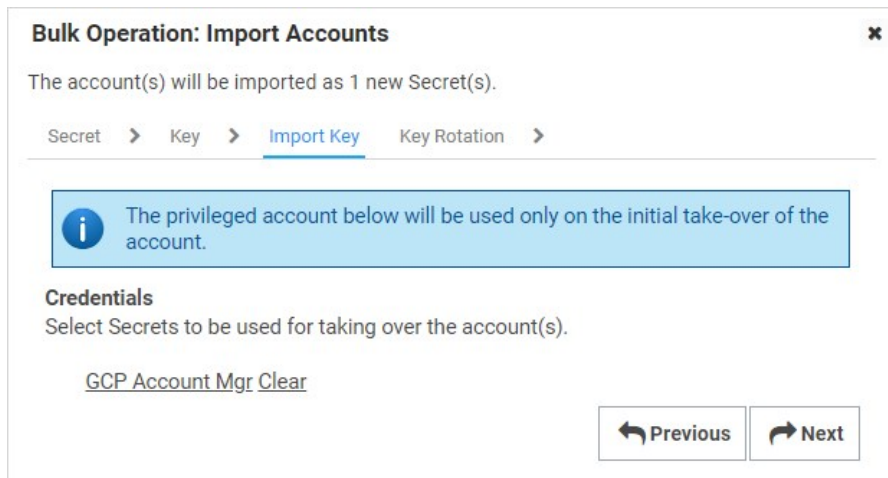 Bulk Operation: Import Accounts
The account(s) will be imported as 1 new Secret(s).
Secret Key Import Key Key Rotation
The privileged account below will be used only on the initial take-over of the
account.
Credentials
Select Secrets to be used for taking over the account(s).
GCP Account Mgr Clear
Previous Next